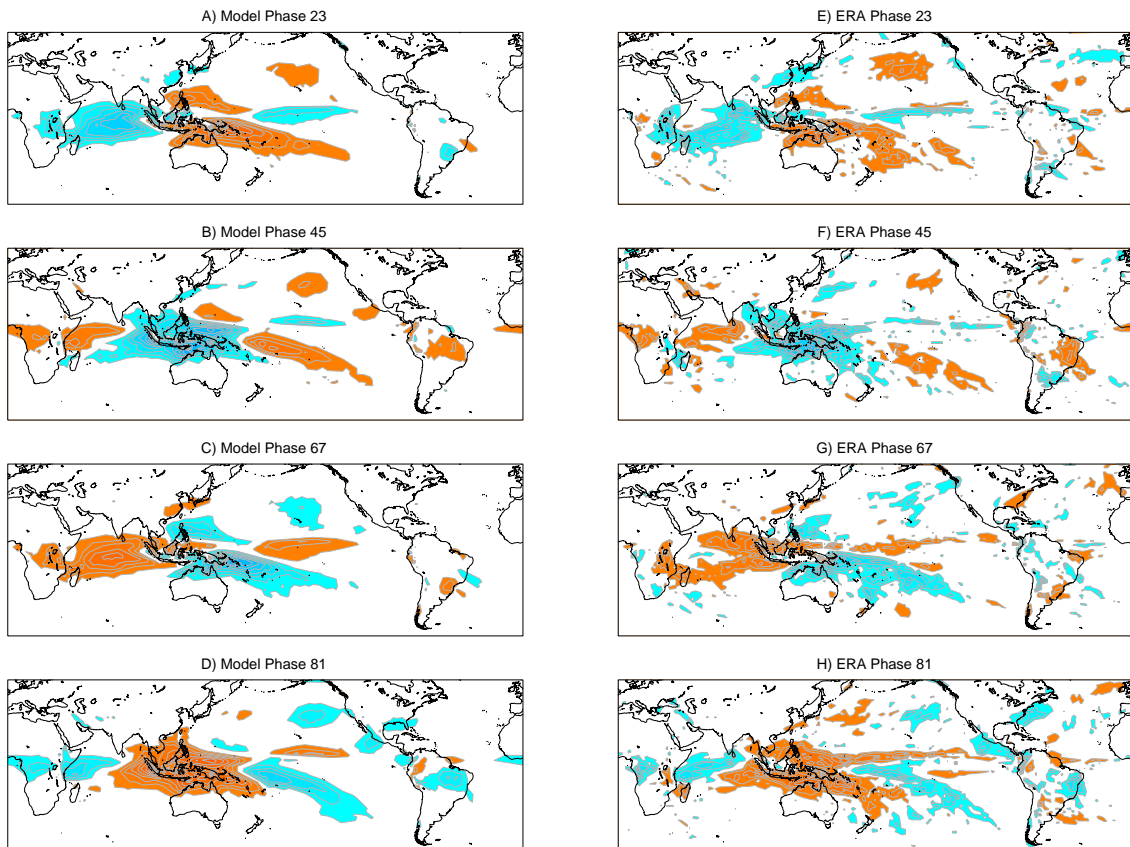 A) Model Phase 23
E) ERA Phase 23
B) Model Phase 45
F) ERA Phase 45
C) Model Phase 67
G) ERA Phase 67
D) Model Phase 81
H) ERA Phase 81